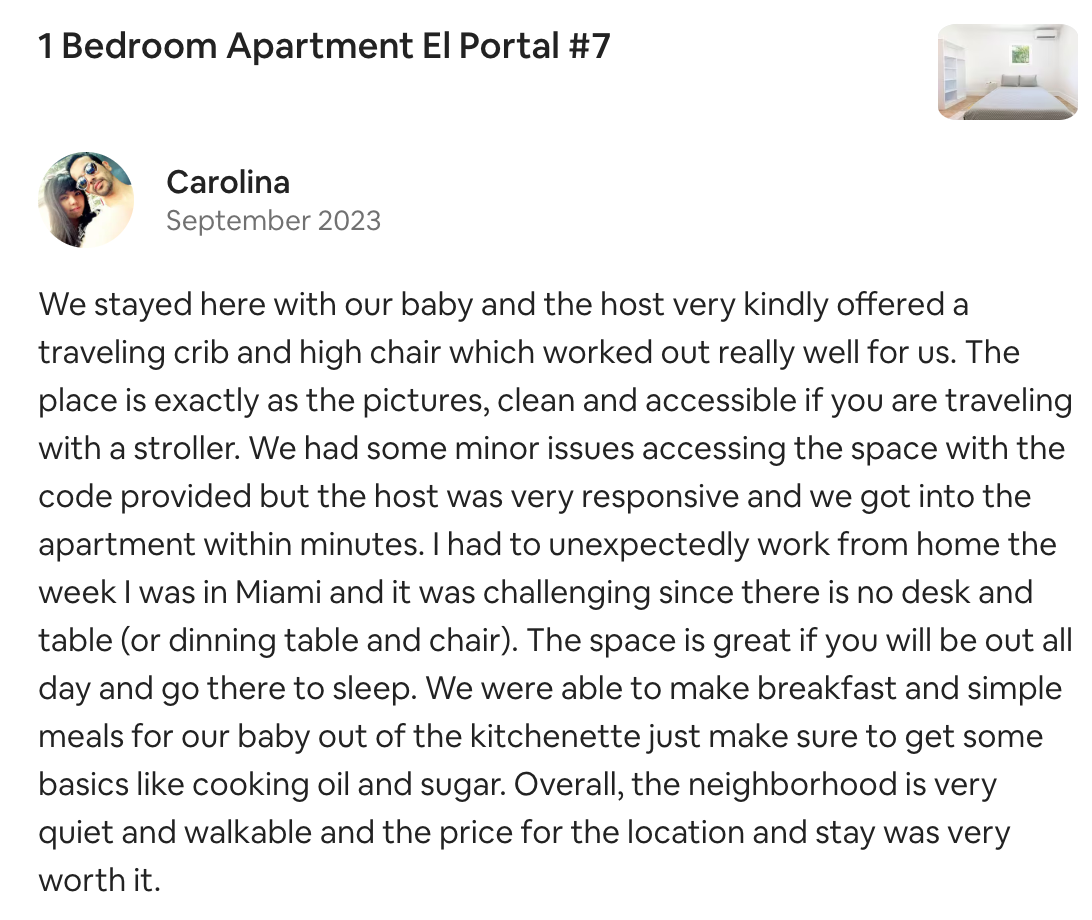 1 Bedroom Apartment El Portal #7
Carolina
September 2023
We stayed here with our baby and the host very kindly offered a
traveling crib and high chair which worked out really well for us. The
place is exactly as the pictures, clean and accessible if you are traveling
with a stroller. We had some minor issues accessing the space with the
code provided but the host was very responsive and we got into the
apartment within minutes. I had to unexpectedly work from home the
week I was in Miami and it was challenging since there is no desk and
table (or dinning table and chair). The space is great if you will be out all
day and go there to sleep. We were able to make breakfast and simple
meals for our baby out of the kitchenette just make sure to get some
basics like cooking oil and sugar. Overall, the neighborhood is very
quiet and walkable and the price for the location and stay was very
worth it.